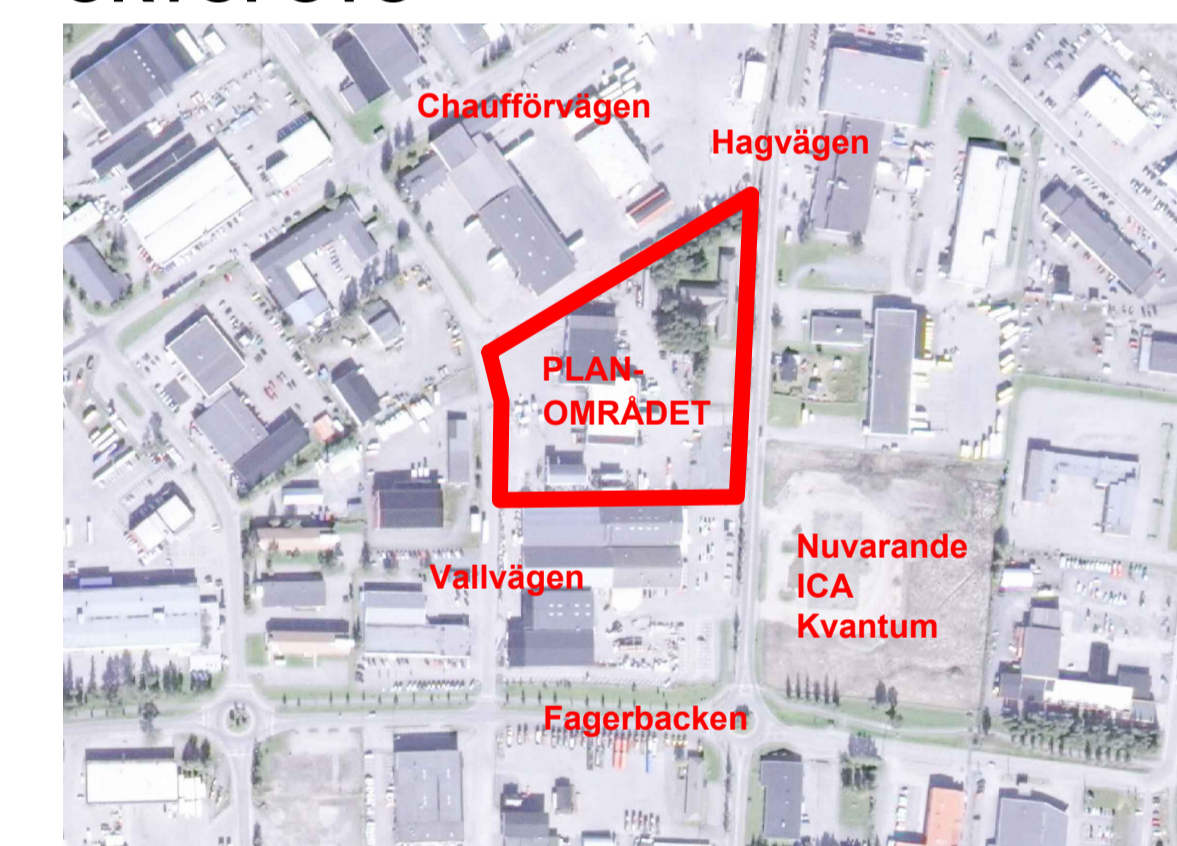 Chaufförvägen
Hagvägen
PLAN-
OMRÅDET
Nuvarande
ICA
Kvantum
Vallvägen
Fagerbacken